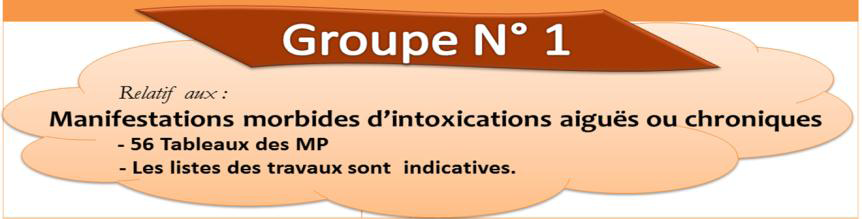 Groupe N° 1
Relatif aux :
Manifestations morbides d’intoxications aiguës ou chroniques
- 56 Tableaux des MP
- Les listes des travaux sont indicatives.